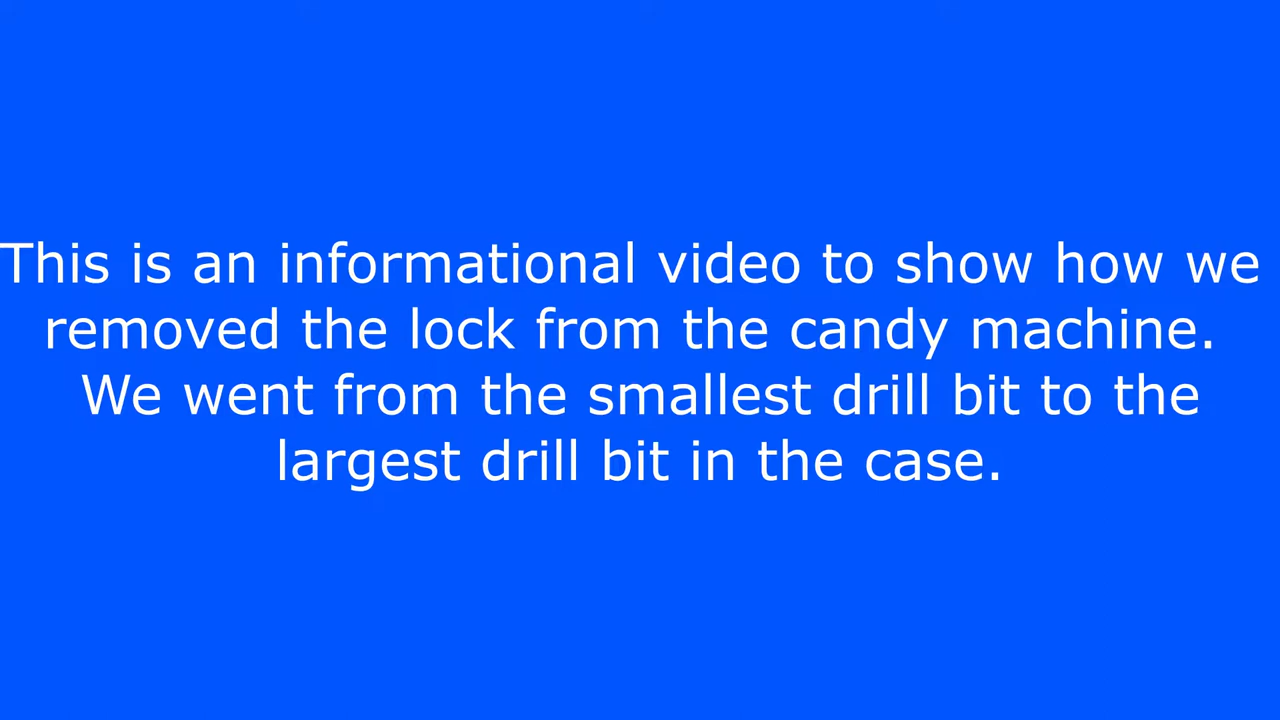 This is an informational video to show how we
removed the lock from the candy machine.
We went from the smallest drill bit to the
largest drill bit in the case.